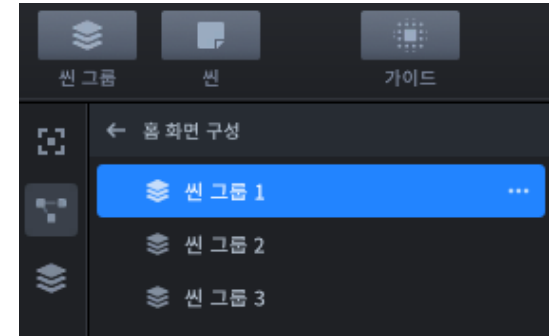 씬 그룹
씬
가이드
홈 화면 구성
씬 그룹 1
씬 그룹 2
씬 그룹 3